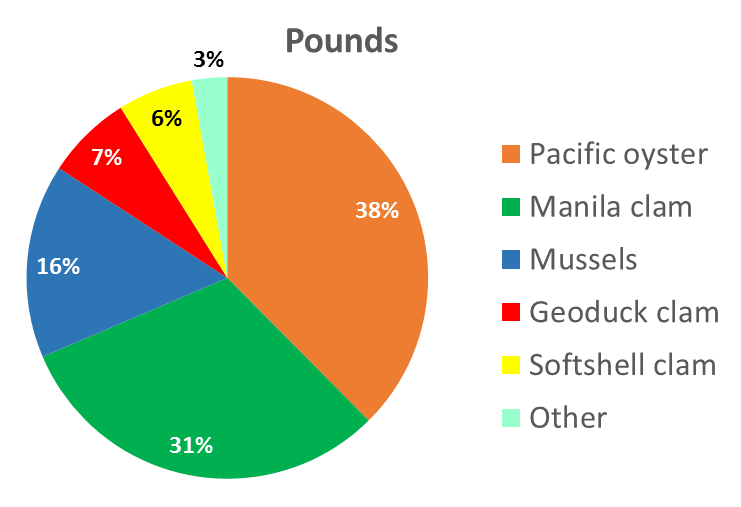 Pounds
3%
6%
7%
38%
16%
31%
Pacific oyster
Manila clam
Mussels
Geoduck clam
Softshell clam
Other